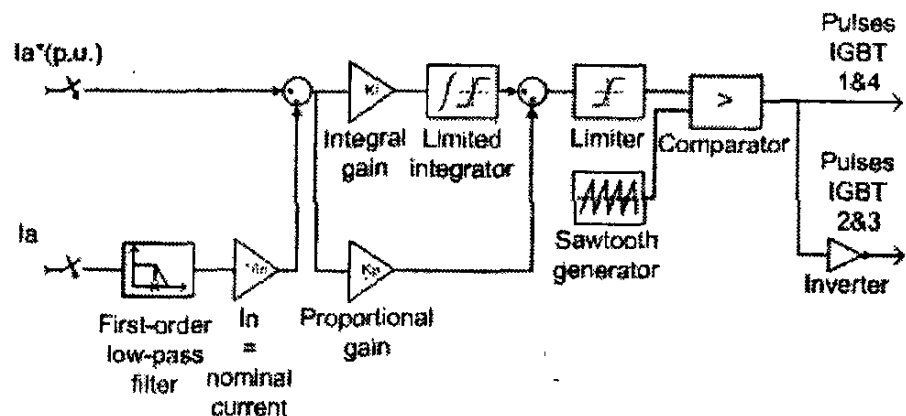 Ia*(p.u.)
Pulses
IGBT
1&4
Ki
Integral
gain
Limited
integrator
Limiter
>
Comparator
Pulses
IGBT
2&3
Ia
Sawtooth
generator
Kp
Inverter
First-order
low-pass
filter
In
=
nominal
current
Proportional
gain